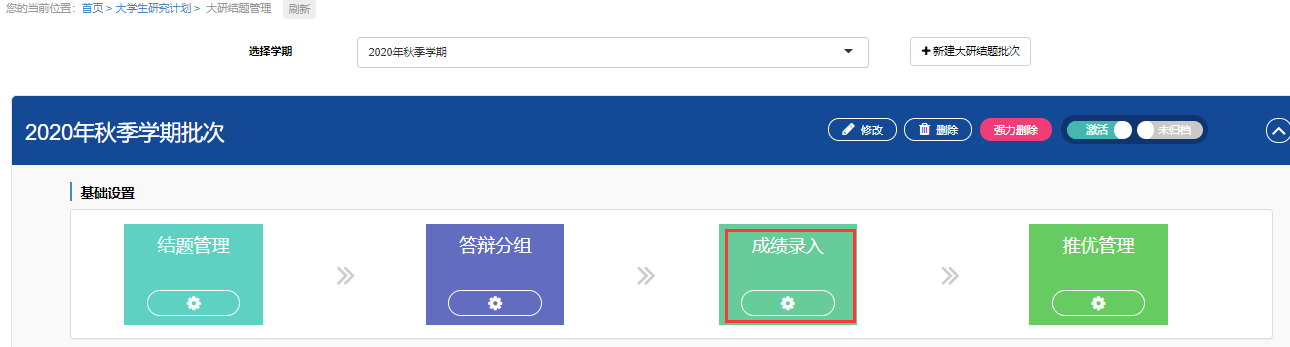 您的当前位置：首页 > 大学生研究计划 > 大研结题管理 刷新
选择学期 2020年秋季学期 +新建大研结题批次
2020年秋季学期批次 修改 删除 强力删除 激活 未归档
基础设置
结题管理 答辩分组 成绩录入 推优管理